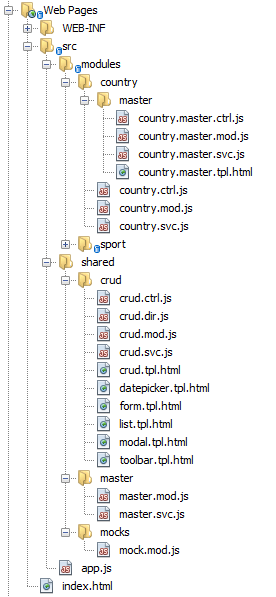 Web Pages
WEB-INF
src
modules
country
master
country.master.ctrl.js
country.master.mod.js
country.master.svc.js
country.master.tpl.html
country.ctrl.js
country.mod.js
country.svc.js
sport
shared
crud
crud.ctrl.js
crud.dir.js
crud.mod.js
crud.svc.js
crud.tpl.html
datepicker.tpl.html
form.tpl.html
list.tpl.html
modal.tpl.html
toolbar.tpl.html
master
master.mod.js
master.svc.js
mocks
mock.mod.js
app.js
index.html